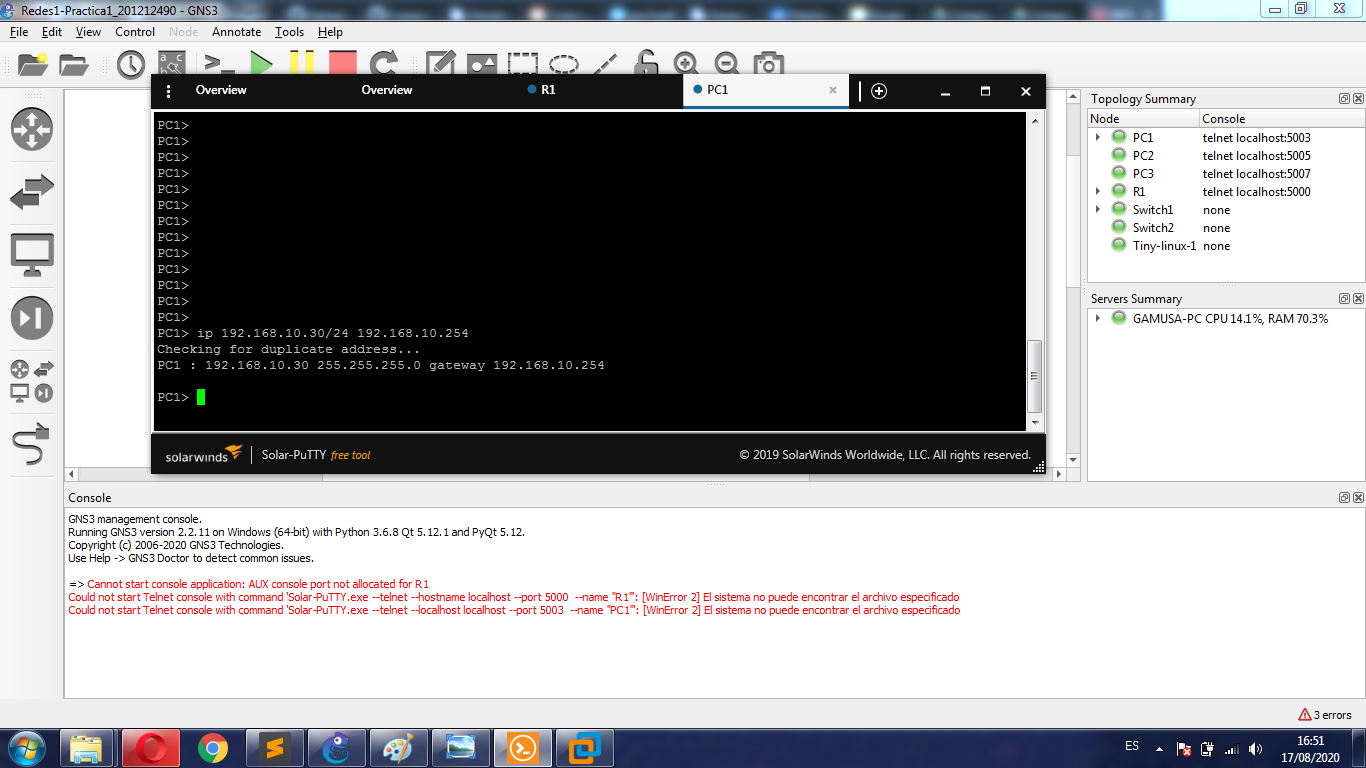 Redes1-Practica1_201212490 - GNS3
File Edit View Control Node Annotate Tools Help
Overview Overview R1 PC1
PC1>
PC1>
PC1>
PC1>
PC1>
PC1>
PC1>
PC1>
PC1>
PC1>
PC1>
PC1>
PC1>
PC1> ip 192.168.10.30/24 192.168.10.254
Checking for duplicate address...
PC1 : 192.168.10.30 255.255.255.0 gateway 192.168.10.254
PC1>
solarwinds Solar-PuTTY free tool © 2019 SolarWinds Worldwide, LLC. All rights reserved.
Topology Summary
Node Console
PC1 telnet localhost:5003
PC2 telnet localhost:5005
PC3 telnet localhost:5007
R1 telnet localhost:5000
Switch1 none
Switch2 none
Tiny-linux-1 none
Servers Summary
GAMUSA-PC CPU 14.1%, RAM 70.3%
Console
GNS3 management console.
Running GNS3 version 2.2.11 on Windows (64-bit) with Python 3.6.8 Qt 5.12.1 and PyQt 5.12.
Copyright (c) 2006-2020 GNS3 Technologies.
Use Help -> GNS3 Doctor to detect common issues.
=> Cannot start console application: AUX console port not allocated for R1
Could not start Telnet console with command 'Solar-PuTTY.exe --telnet --hostname localhost --port 5000 --name "R1"': [WinError 2] El sistema no puede encontrar el archivo especificado
Could not start Telnet console with command 'Solar-PuTTY.exe --telnet --localhost localhost --port 5003 --name "PC1"': [WinError 2] El sistema no puede encontrar el archivo especificado
3 errors
ES
16:51
17/08/2020